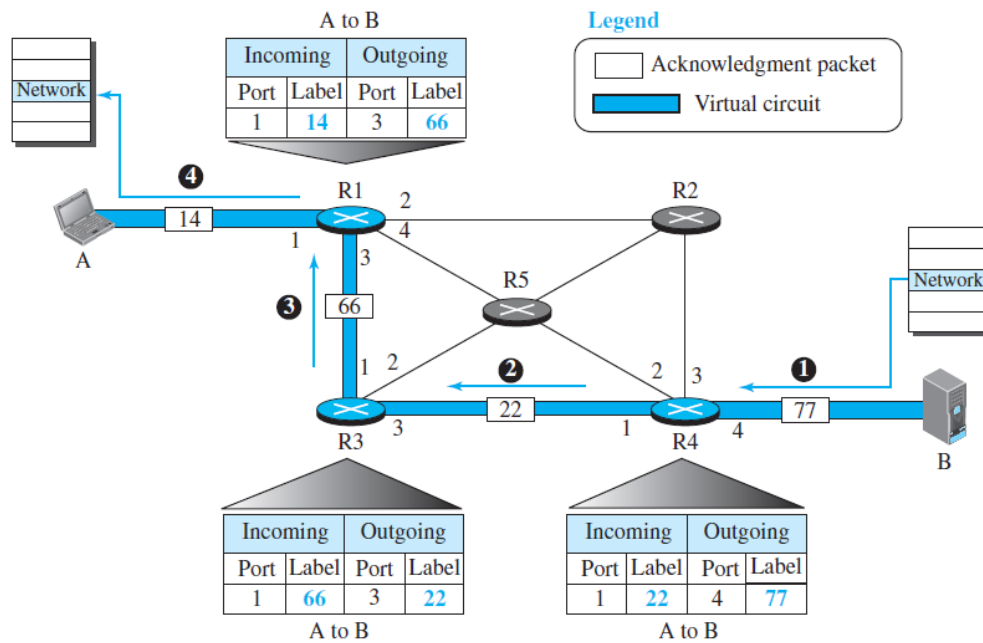 A to B
Legend
Incoming Outgoing
Port Label Port Label
1 14 3 66
Acknowledgment packet
Virtual circuit
Network
4
R1
R2
2
14
4
1
A
3
R5
Network
3
66
1
2
2
2
3
1
22
77
3
1
4
R3
R4
B
Incoming Outgoing
Port Label Port Label
1 66 3 22
A to B
Incoming Outgoing
Port Label Port Label
1 22 4 77
A to B